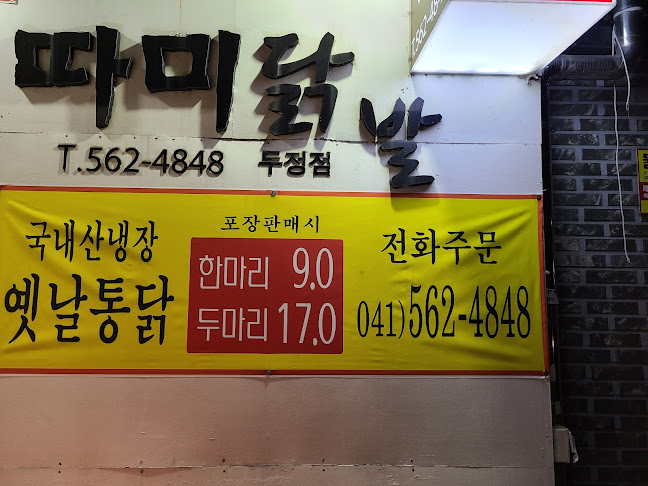 따미닭발
T.562-4848 두정점
국내산냉장
옛날통닭
포장판매시
한마리 9.0
두마리 17.0
전화주문
041)562-4848